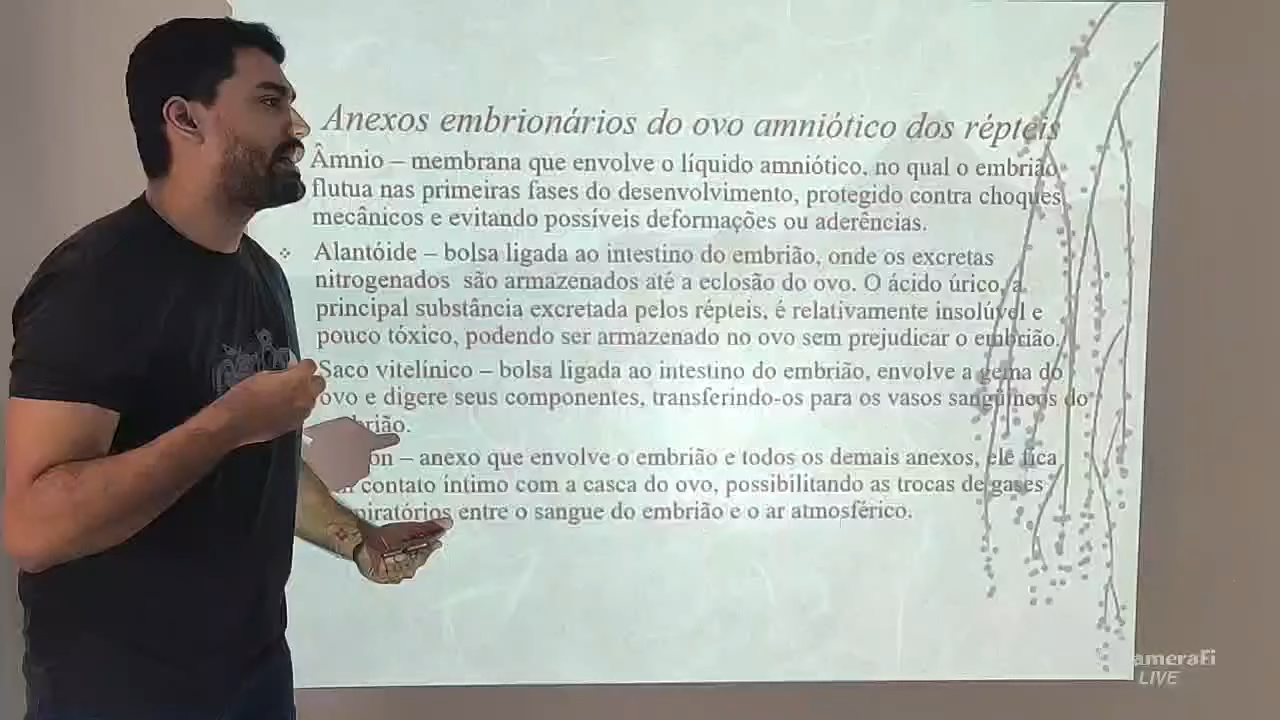 Anexos embrionários do ovo amniótico dos répteis
Âmnio – membrana que envolve o líquido amniótico, no qual o embrião
flutua nas primeiras fases do desenvolvimento, protegido contra choques
mecânicos e evitando possíveis deformações ou aderências.
Alantóide – bolsa ligada ao intestino do embrião, onde os excretas
nitrogenados são armazenados até a eclosão do ovo. O ácido úrico, a
principal substância excretada pelos répteis, é relativamente insolúvel e
pouco tóxico, podendo ser armazenado no ovo sem prejudicar o embrião.
Saco vitelínico – bolsa ligada ao intestino do embrião, envolve a gema do
ovo e digere seus componentes, transferindo-os para os vasos sanguíneos do
– anexo que envolve o embrião e todos os demais anexos, ele fica
contato íntimo com a casca do ovo, possibilitando as trocas de gases
entre o sangue do embrião e o ar atmosférico.
ameraFi
LIVE